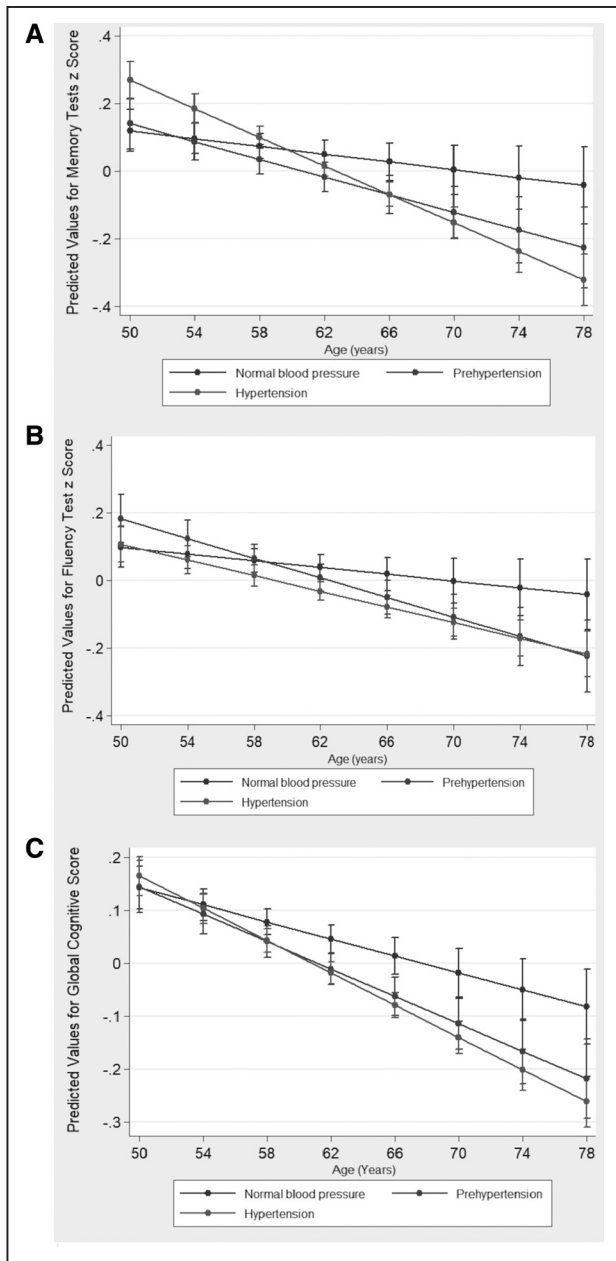 A
Predicted Values for Memory Tests z Score
.4
.2
0
-.2
-.4
50 54 58 62 66 70 74 78
Age (years)
Normal blood pressure Prehypertension
Hypertension
B
Predicted Values for Fluency Test z Score
.4
.2
0
-.2
-.4
50 54 58 62 66 70 74 78
Age (years)
Normal blood pressure Prehypertension
Hypertension
C
Predicted Values for Global Cognitive Score
.2
.1
0
-.1
-.2
-.3
50 54 58 62 66 70 74 78
Age (Years)
Normal blood pressure Prehypertension
Hypertension